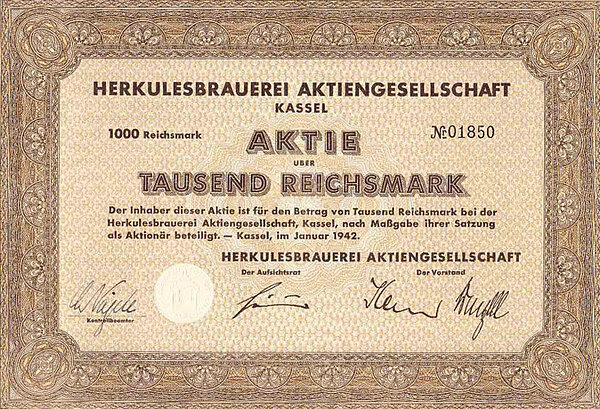 HERKULESBRAUEREI AKTIENGESELLSCHAFT
KASSEL
1000 Reichsmark
AKTIE
№ 01850
ÜBER
TAUSEND REICHSMARK
Der Inhaber dieser Aktie ist für den Betrag von Tausend Reichsmark bei der
Herkulesbrauerei Aktiengesellschaft, Kassel, nach Maßgabe ihrer Satzung
als Aktionär beteiligt. — Kassel, im Januar 1942.
HERKULESBRAUEREI AKTIENGESELLSCHAFT
Der Aufsichtsrat
Der Vorstand
Kontrollbeamter